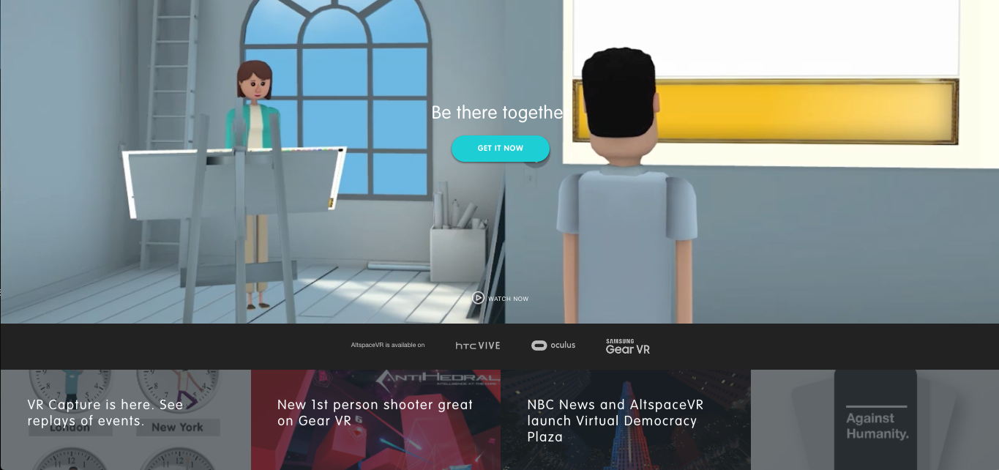 Be there togethe
GET IT NOW
WATCH NOW
AltspaceVR is available on
hTC VIVE
oculus
SAMSUNG
Gear VR
VR Capture is here. See
replays of events.
London
New York
ANTIHEDRAL
New 1st person shooter great
on Gear VR
NBC News and AltspaceVR
launch Virtual Democracy
Plaza
Against
Humanity.